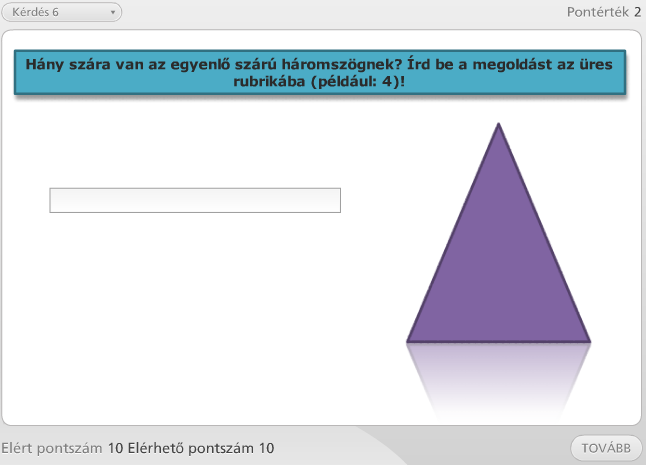 Kérdés 6
Pontérték 2
Hány szára van az egyenlő szárú háromszögnek? Írd be a megoldást az üres
rubrikába (például: 4)!
Elért pontszám 10 Elérhető pontszám 10
TOVÁBB